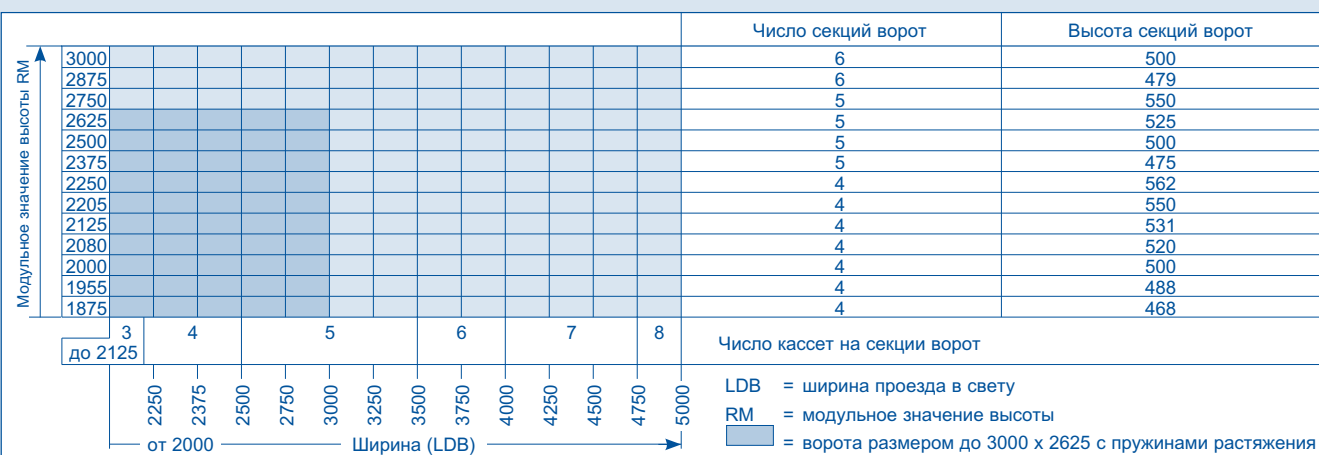 Число секций ворот Высота секций ворот
Модульное значение высоты RM
3000 6 500
2875 6 479
2750 5 550
2625 5 525
2500 5 500
2375 5 475
2250 4 562
2205 4 550
2125 4 531
2080 4 520
2000 4 500
1955 4 488
1875 4 468
3 4 5 6 7 8 Число кассет на секции ворот
до 2125
2250 2375 2500 2750 3000 3250 3500 3750 4000 4250 4500 4750 5000
от 2000 Ширина (LDB)
LDB = ширина проезда в свету
RM = модульное значение высоты
= ворота размером до 3000 x 2625 с пружинами растяжения